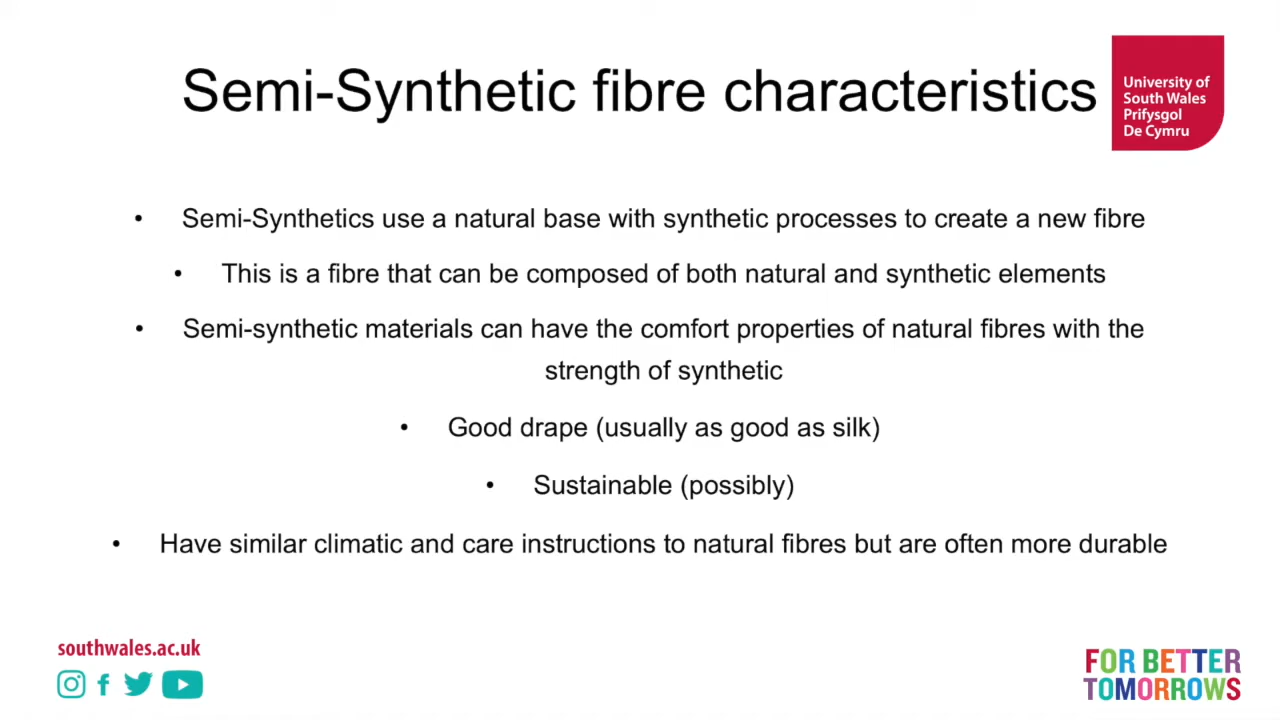 Semi-Synthetic fibre characteristics
University of
South Wales
Prifysgol
De Cymru
• Semi-Synthetics use a natural base with synthetic processes to create a new fibre
• This is a fibre that can be composed of both natural and synthetic elements
• Semi-synthetic materials can have the comfort properties of natural fibres with the
strength of synthetic
• Good drape (usually as good as silk)
• Sustainable (possibly)
• Have similar climatic and care instructions to natural fibres but are often more durable
southwales.ac.uk
FOR BETTER
TOMORROWS